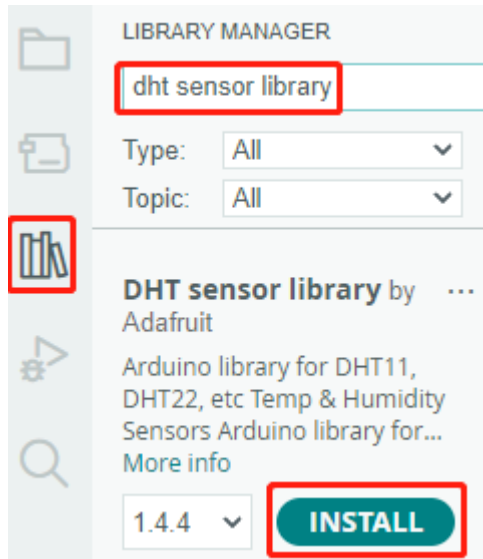 LIBRARY MANAGER
dht sensor library
Type: All
Topic: All
DHT sensor library by ...
Adafruit
Arduino library for DHT11,
DHT22, etc Temp & Humidity
Sensors Arduino library for...
More info
1.4.4 INSTALL